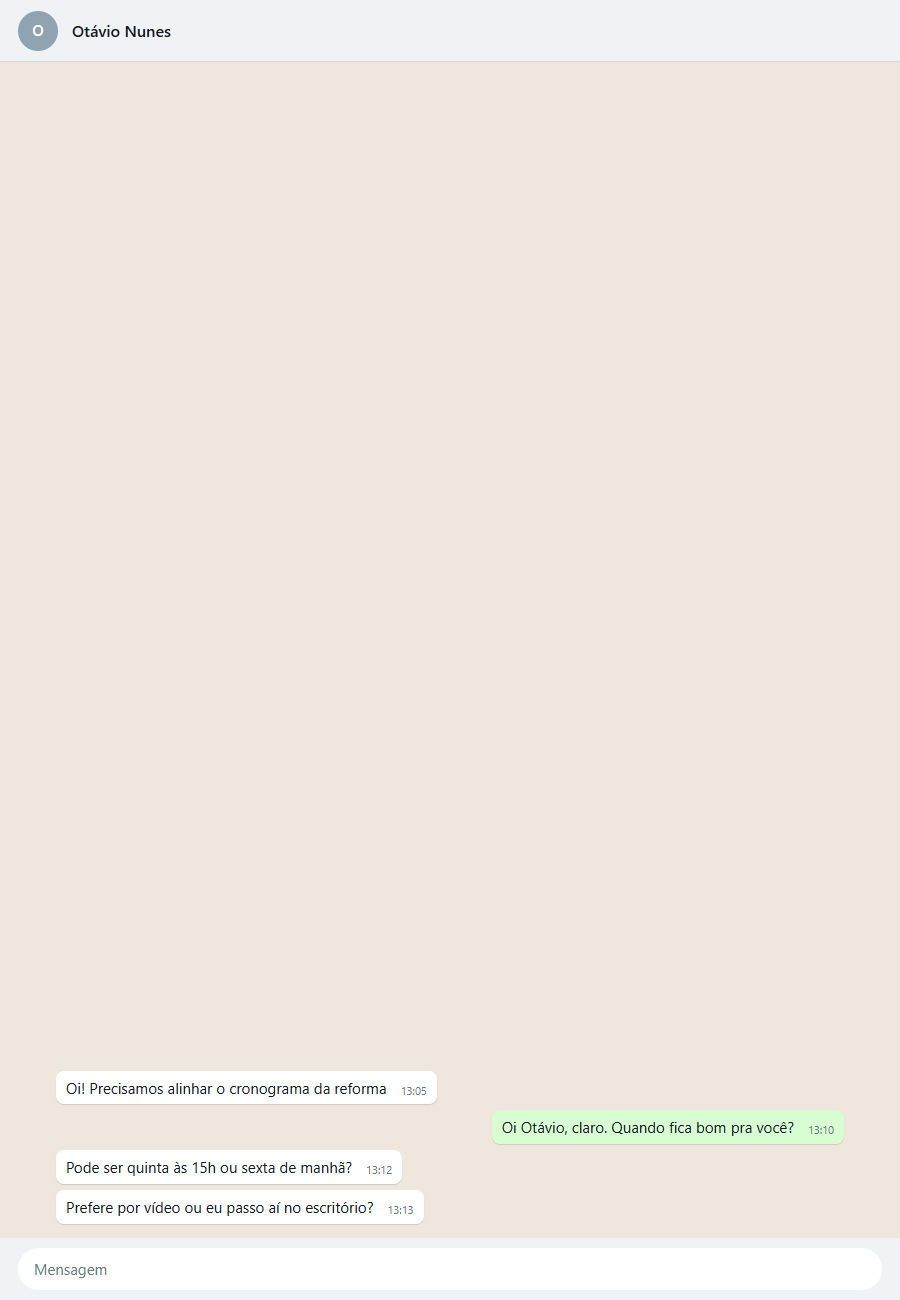 O
Otávio Nunes
Oi! Precisamos alinhar o cronograma da reforma 13:05
Oi Otávio, claro. Quando fica bom pra você? 13:10
Pode ser quinta às 15h ou sexta de manhã? 13:12
Prefere por vídeo ou eu passo aí no escritório? 13:13
Mensagem